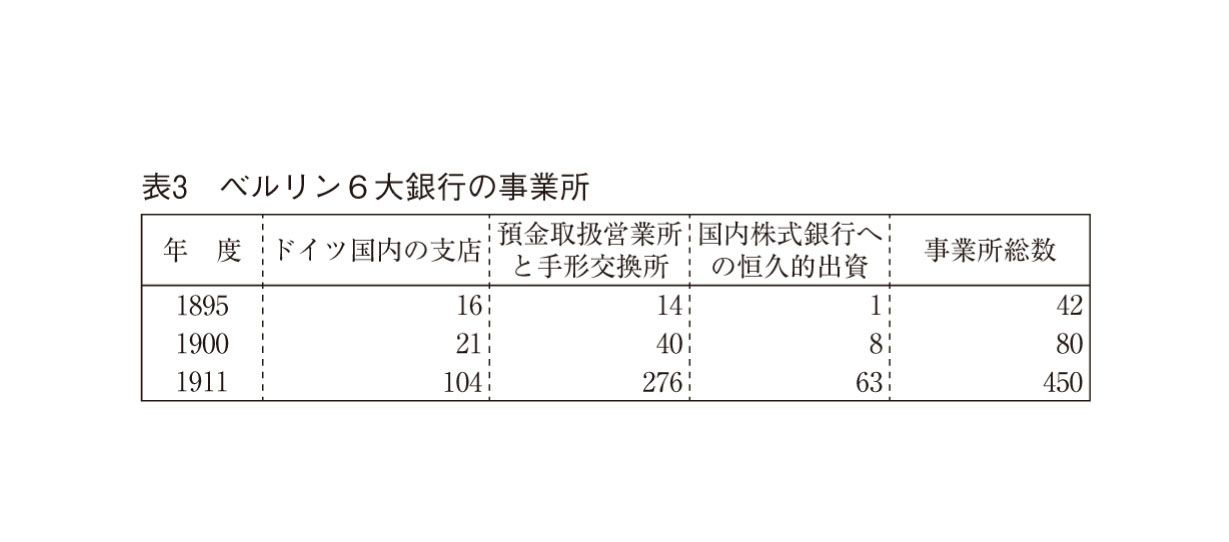 表3　ベルリン６大銀行の事業所
年　度 ドイツ国内の支店 預金取扱営業所と手形交換所 国内株式銀行への恒久的出資 事業所総数
1895 16 14 1 42
1900 21 40 8 80
1911 104 276 63 450